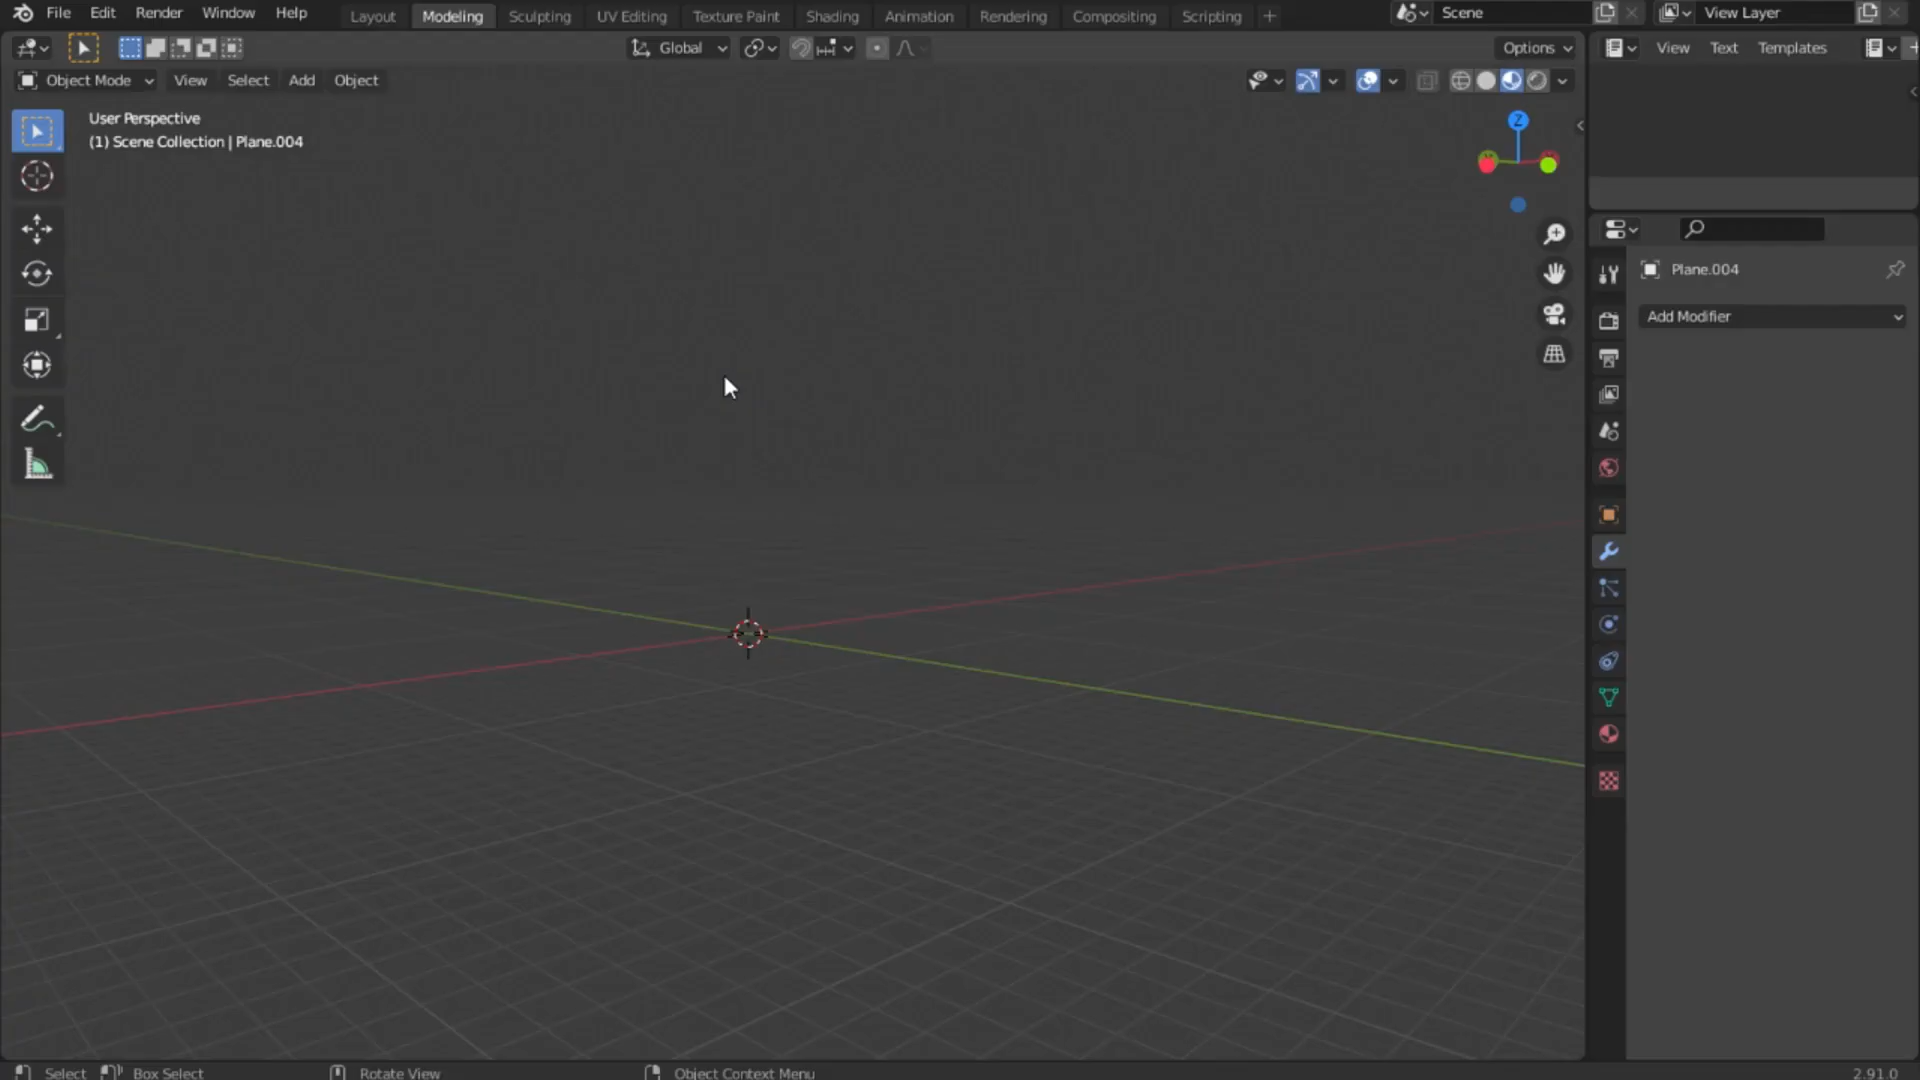 File Edit Render Window Help Layout Modeling Sculpting UV Editing Texture Paint Shading Animation Rendering Compositing Scripting Scene View Layer
Global Options View Text Templates
Object Mode View Select Add Object
User Perspective
(1) Scene Collection | Plane.004
Z
Plane.004
Add Modifier
Select Box Select Rotate View Object Context Menu 2.91.0